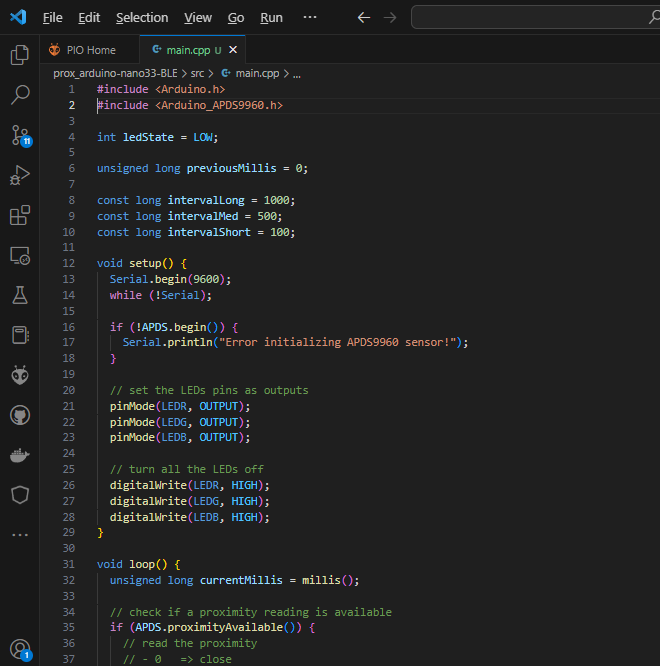 File Edit Selection View Go Run ···
PIO Home
main.cpp U
prox_arduino-nano33-BLE > src > main.cpp > ...
1 #include <Arduino.h>
2 #include <Arduino_APDS9960.h>
3
4 int ledState = LOW;
5
6 unsigned long previousMillis = 0;
7
8 const long intervalLong = 1000;
9 const long intervalMed = 500;
10 const long intervalShort = 100;
11
12 void setup() {
13 Serial.begin(9600);
14 while (!Serial);
15
16 if (!APDS.begin()) {
17 Serial.println("Error initializing APDS9960 sensor!");
18 }
19
20 // set the LEDs pins as outputs
21 pinMode(LEDR, OUTPUT);
22 pinMode(LEDG, OUTPUT);
23 pinMode(LEDB, OUTPUT);
24
25 // turn all the LEDs off
26 digitalWrite(LEDR, HIGH);
27 digitalWrite(LEDG, HIGH);
28 digitalWrite(LEDB, HIGH);
29 }
30
31 void loop() {
32 unsigned long currentMillis = millis();
33
34 // check if a proximity reading is available
35 if (APDS.proximityAvailable()) {
36 // read the proximity
37 // - 0 => close
11
1